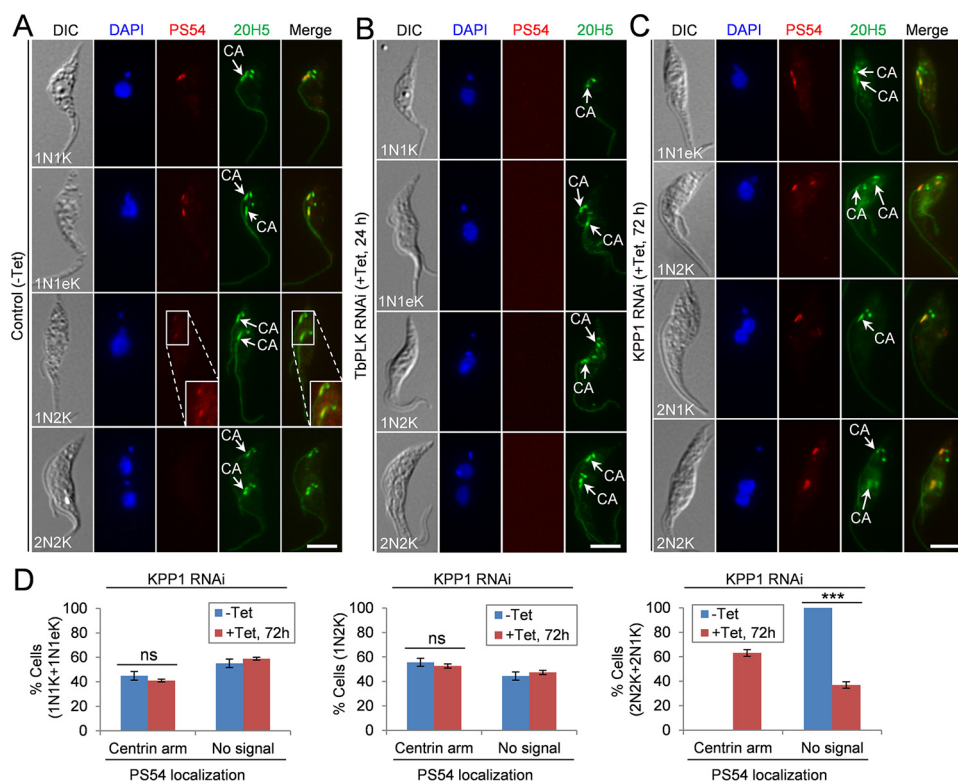 A
DIC DAPI PS54 20H5 Merge
Control (-Tet)
CA
1N1K
CA
CA
1N1eK
CA
CA
1N2K
CA
CA
2N2K
B
DIC DAPI PS54 20H5
TbPLK RNAi (+Tet, 24 h)
CA
1N1K
CA
CA
1N1eK
CA
CA
1N2K
CA
CA
2N2K
C
DIC DAPI PS54 20H5 Merge
KPP1 RNAi (+Tet, 72 h)
CA
CA
1N1eK
CA
CA
1N2K
CA
2N1K
CA
CA
2N2K
D
KPP1 RNAi
% Cells
(1N1K+1N1eK)
100
80
60
40
20
0
-Tet
+Tet, 72h
ns
Centrin arm No signal
PS54 localization
KPP1 RNAi
% Cells (1N2K)
100
80
60
40
20
0
-Tet
+Tet, 72h
ns
Centrin arm No signal
PS54 localization
KPP1 RNAi
% Cells
(2N2K+2N1K)
100
80
60
40
20
0
-Tet
+Tet, 72h
***
Centrin arm No signal
PS54 localization